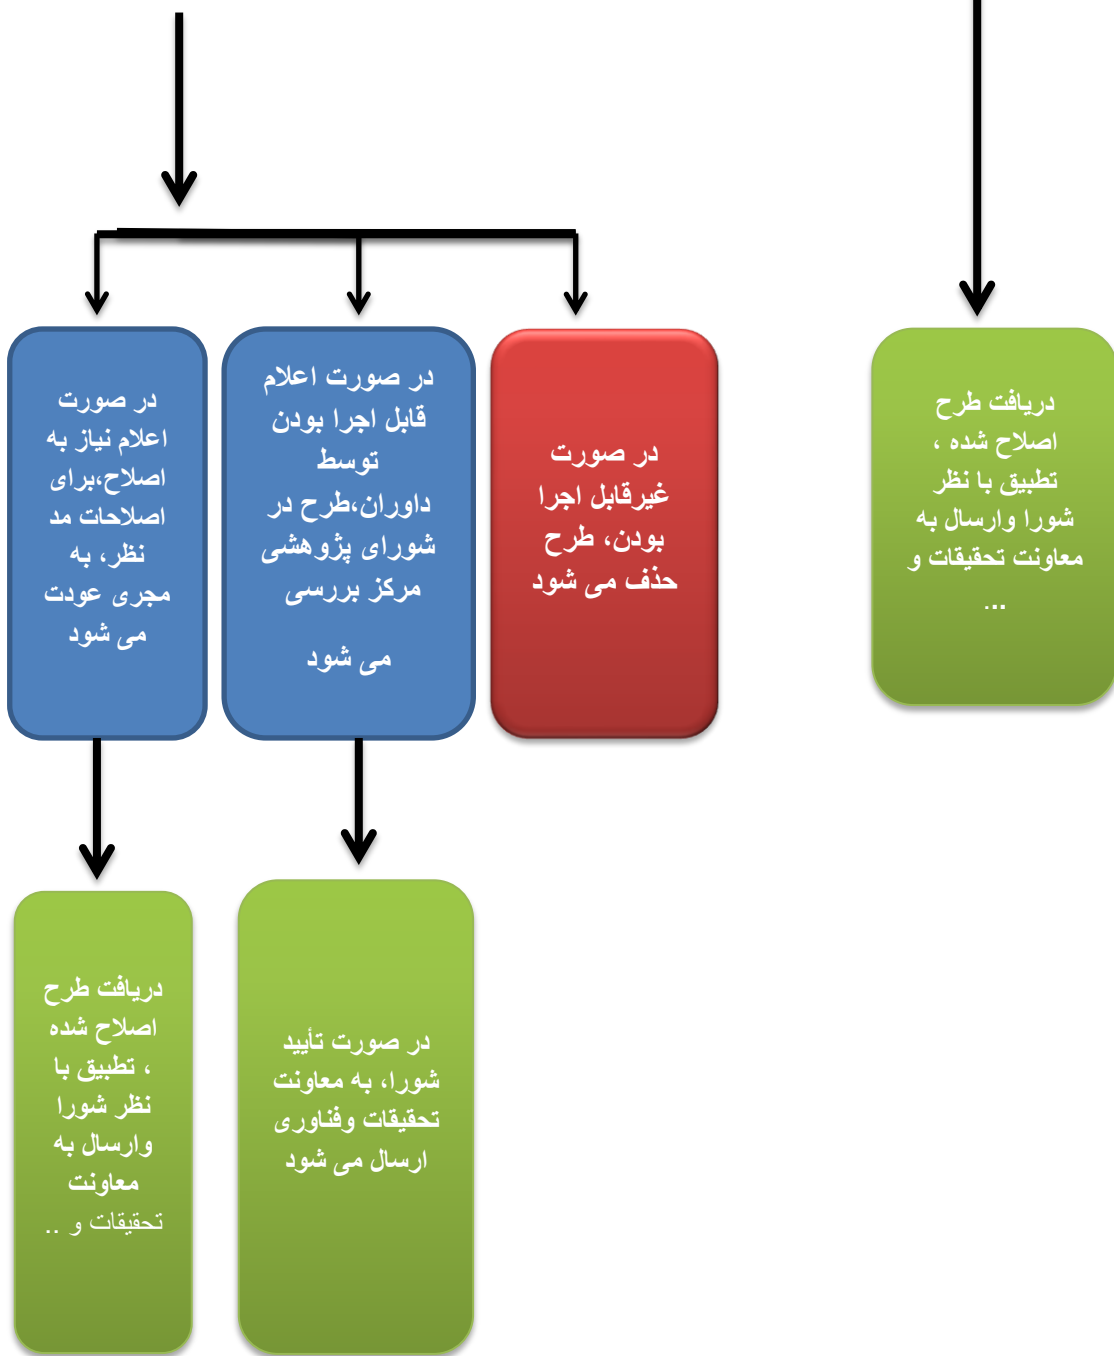 دریافت طرح
اصلاح شده ،
تطبیق با نظر
شورا وارسال به
معاونت تحقیقات و
...
در صورت
غیرقابل اجرا
بودن، طرح
حذف می شود
در صورت اعلام
قابل اجرا بودن
توسط
داوران،طرح در
شورای پژوهشی
مرکز بررسی
می شود
در صورت
اعلام نیاز به
اصلاح،برای
اصلاحات مد
نظر، به
مجری عودت
می شود
در صورت تأیید
شورا، به معاونت
تحقیقات وفناوری
ارسال می شود
دریافت طرح
اصلاح شده
، تطبیق با
نظر شورا
وارسال به
معاونت
تحقیقات و ..